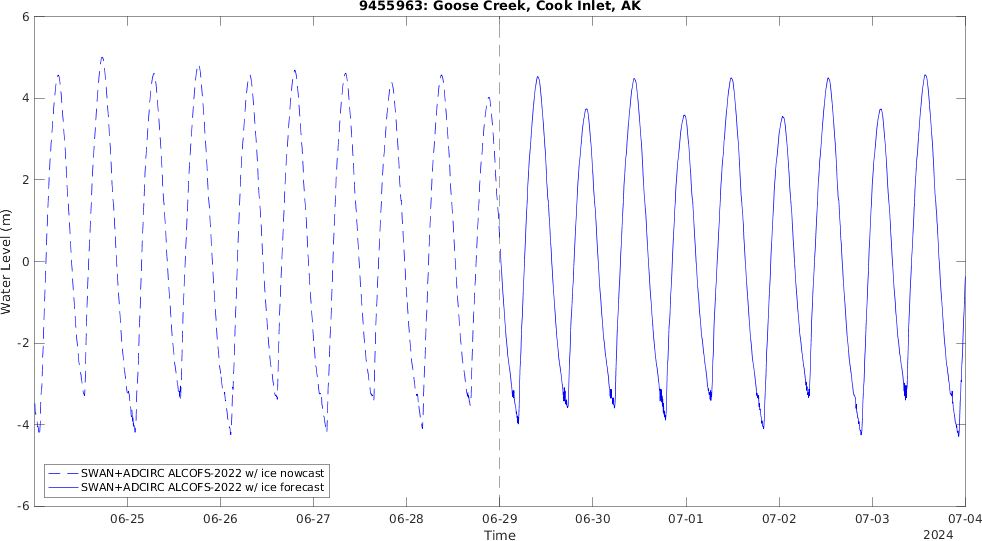 9455963: Goose Creek, Cook Inlet, AK
6
4
2
0
-2
-4
-6
Water Level (m)
SWAN+ADCIRC ALCOFS-2022 w/ ice nowcast
SWAN+ADCIRC ALCOFS-2022 w/ ice forecast
06-25 06-26 06-27 06-28 06-29 06-30 07-01 07-02 07-03 07-04
Time
2024